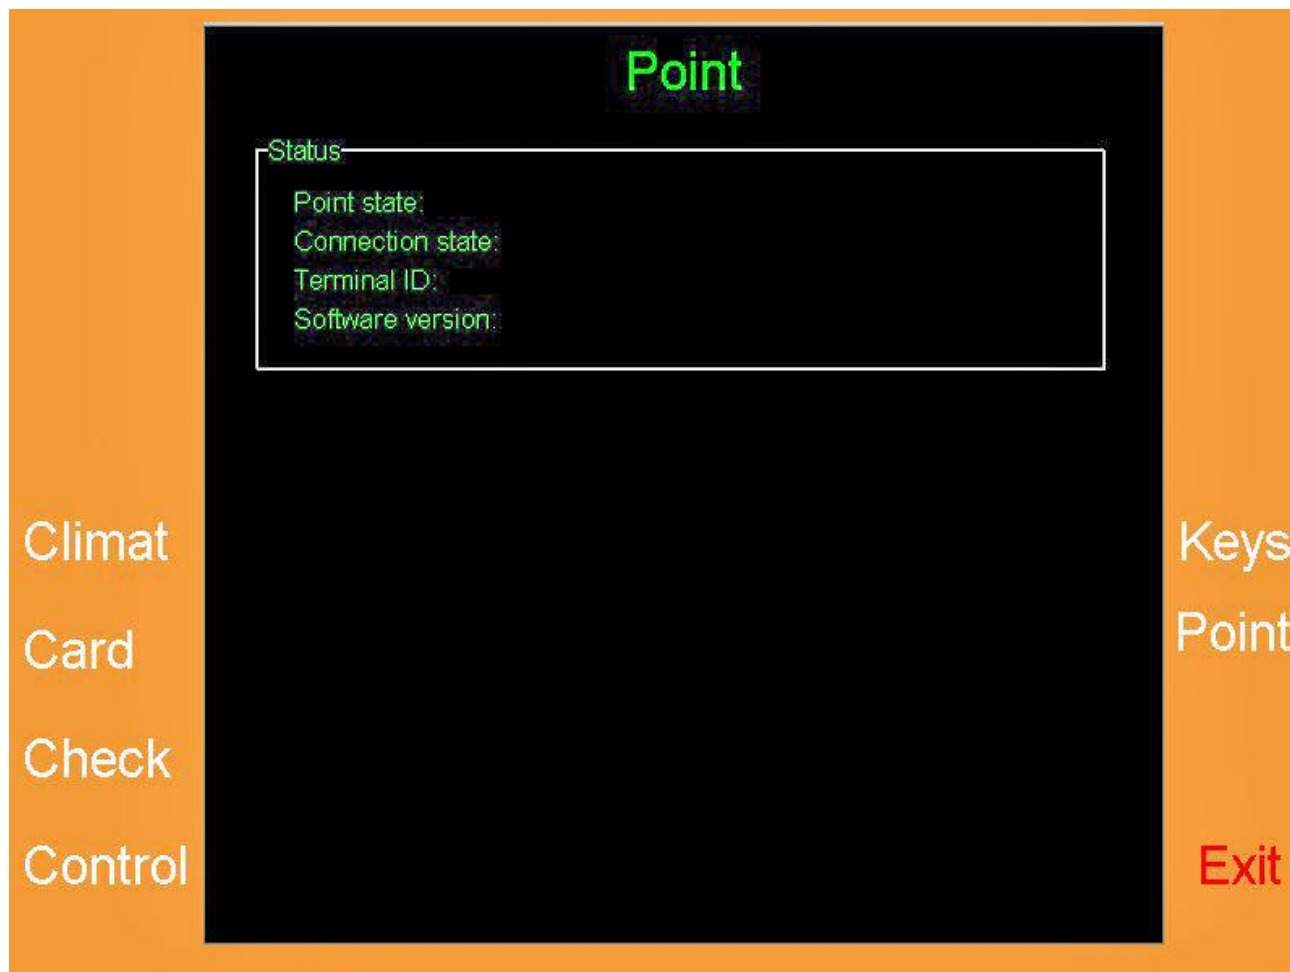 Point
Status
Point state:
Connection state:
Terminal ID:
Software version:
Climat
Card
Check
Control
Keys
Point
Exit